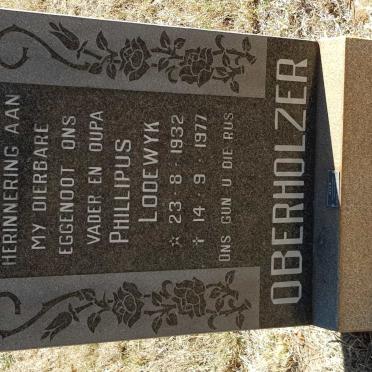 HERINNERING AAN
MY DIERBARE
EGGENOOT ONS
VADER EN OUPA
PHILLIPUS
LODEWYK
☆ 23 · 8 · 1932
✝ 14 · 9 · 1977
ONS GUN U DIE RUS.
OBERHOLZER